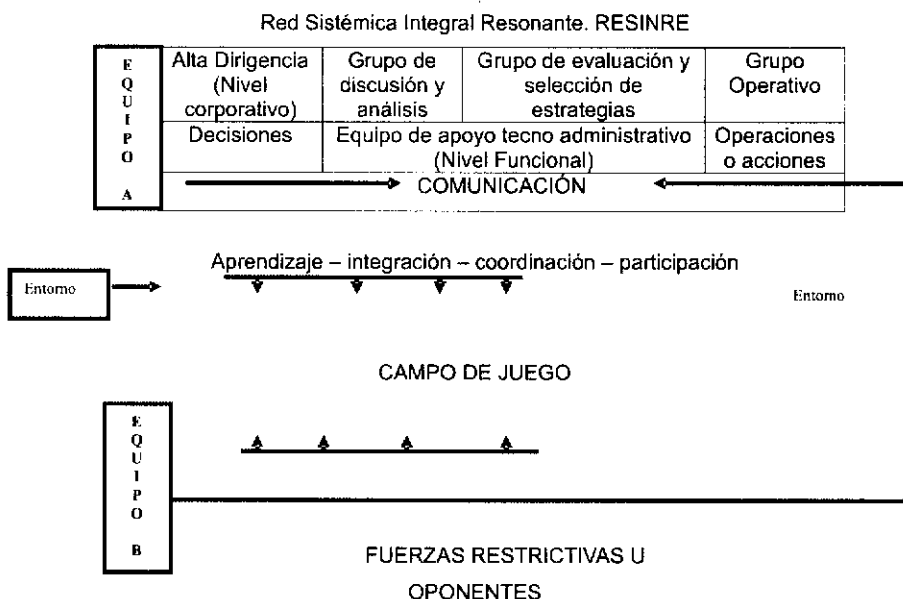 Red Sistémica Integral Resonante. RESINRE
EQUIPO A
Alta Dirigencia
(Nivel
corporativo)
Grupo de
discusión y
análisis
Grupo de evaluación y
selección de
estrategias
Grupo
Operativo
Decisiones
Equipo de apoyo tecno administrativo
(Nivel Funcional)
Operaciones
o acciones
COMUNICACIÓN
Aprendizaje – integración – coordinación – participación
Entorno
Entorno
CAMPO DE JUEGO
EQUIPO B
FUERZAS RESTRICTIVAS U
OPONENTES